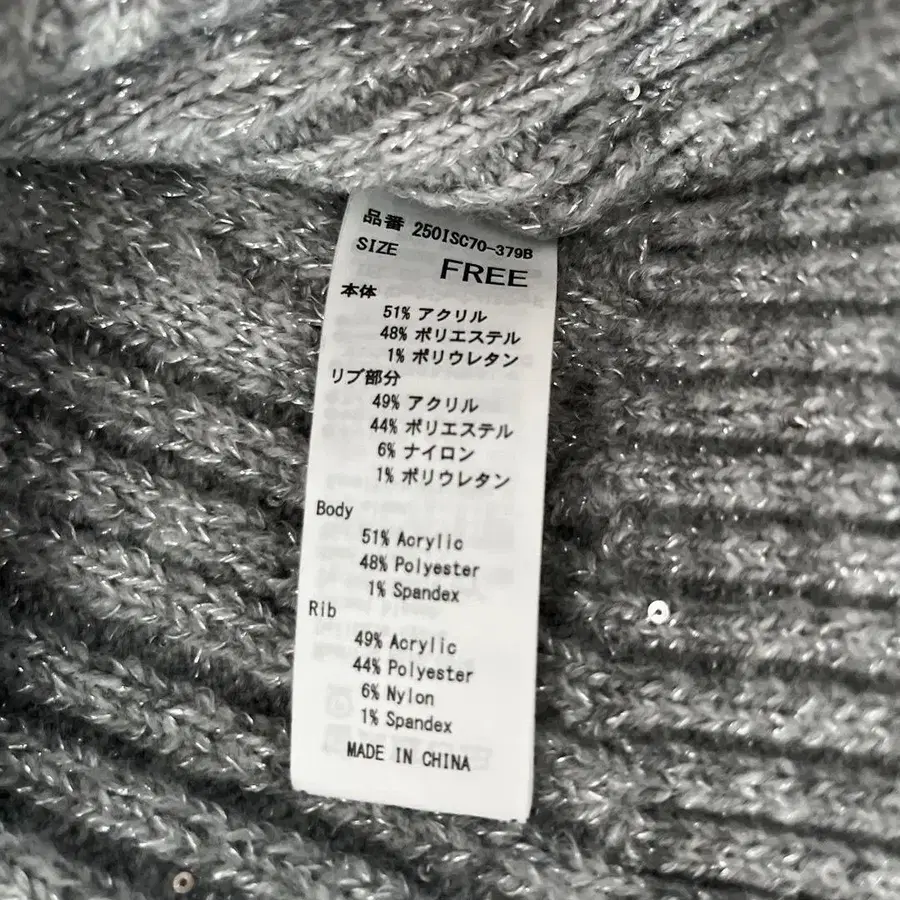 品番 250ISC70-379B
SIZE FREE
本体
51% アクリル
48% ポリエステル
1% ポリウレタン
リブ部分
49% アクリル
44% ポリエステル
6% ナイロン
1% ポリウレタン
Body
51% Acrylic
48% Polyester
1% Spandex
Rib
49% Acrylic
44% Polyester
6% Nylon
1% Spandex
MADE IN CHINA